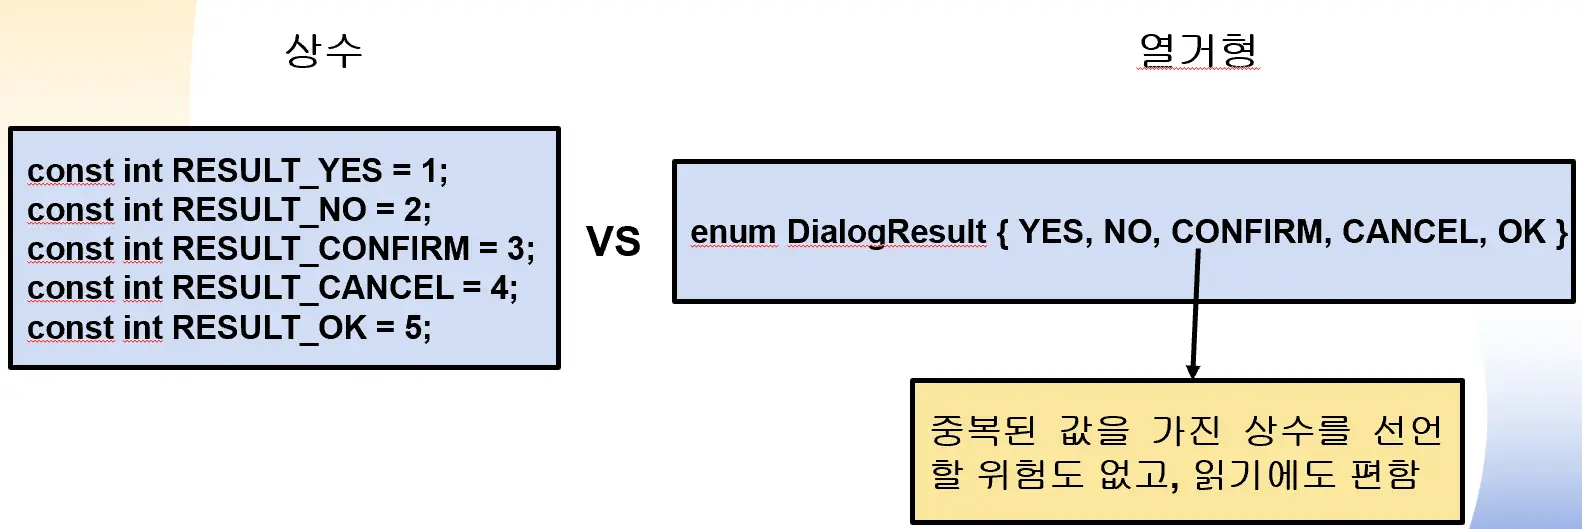 상수
열거형
const int RESULT_YES = 1;
const int RESULT_NO = 2;
const int RESULT_CONFIRM = 3;
const int RESULT_CANCEL = 4;
const int RESULT_OK = 5;
VS
enum DialogResult { YES, NO, CONFIRM, CANCEL, OK }
중복된 값을 가진 상수를 선언
할 위험도 없고, 읽기에도 편함